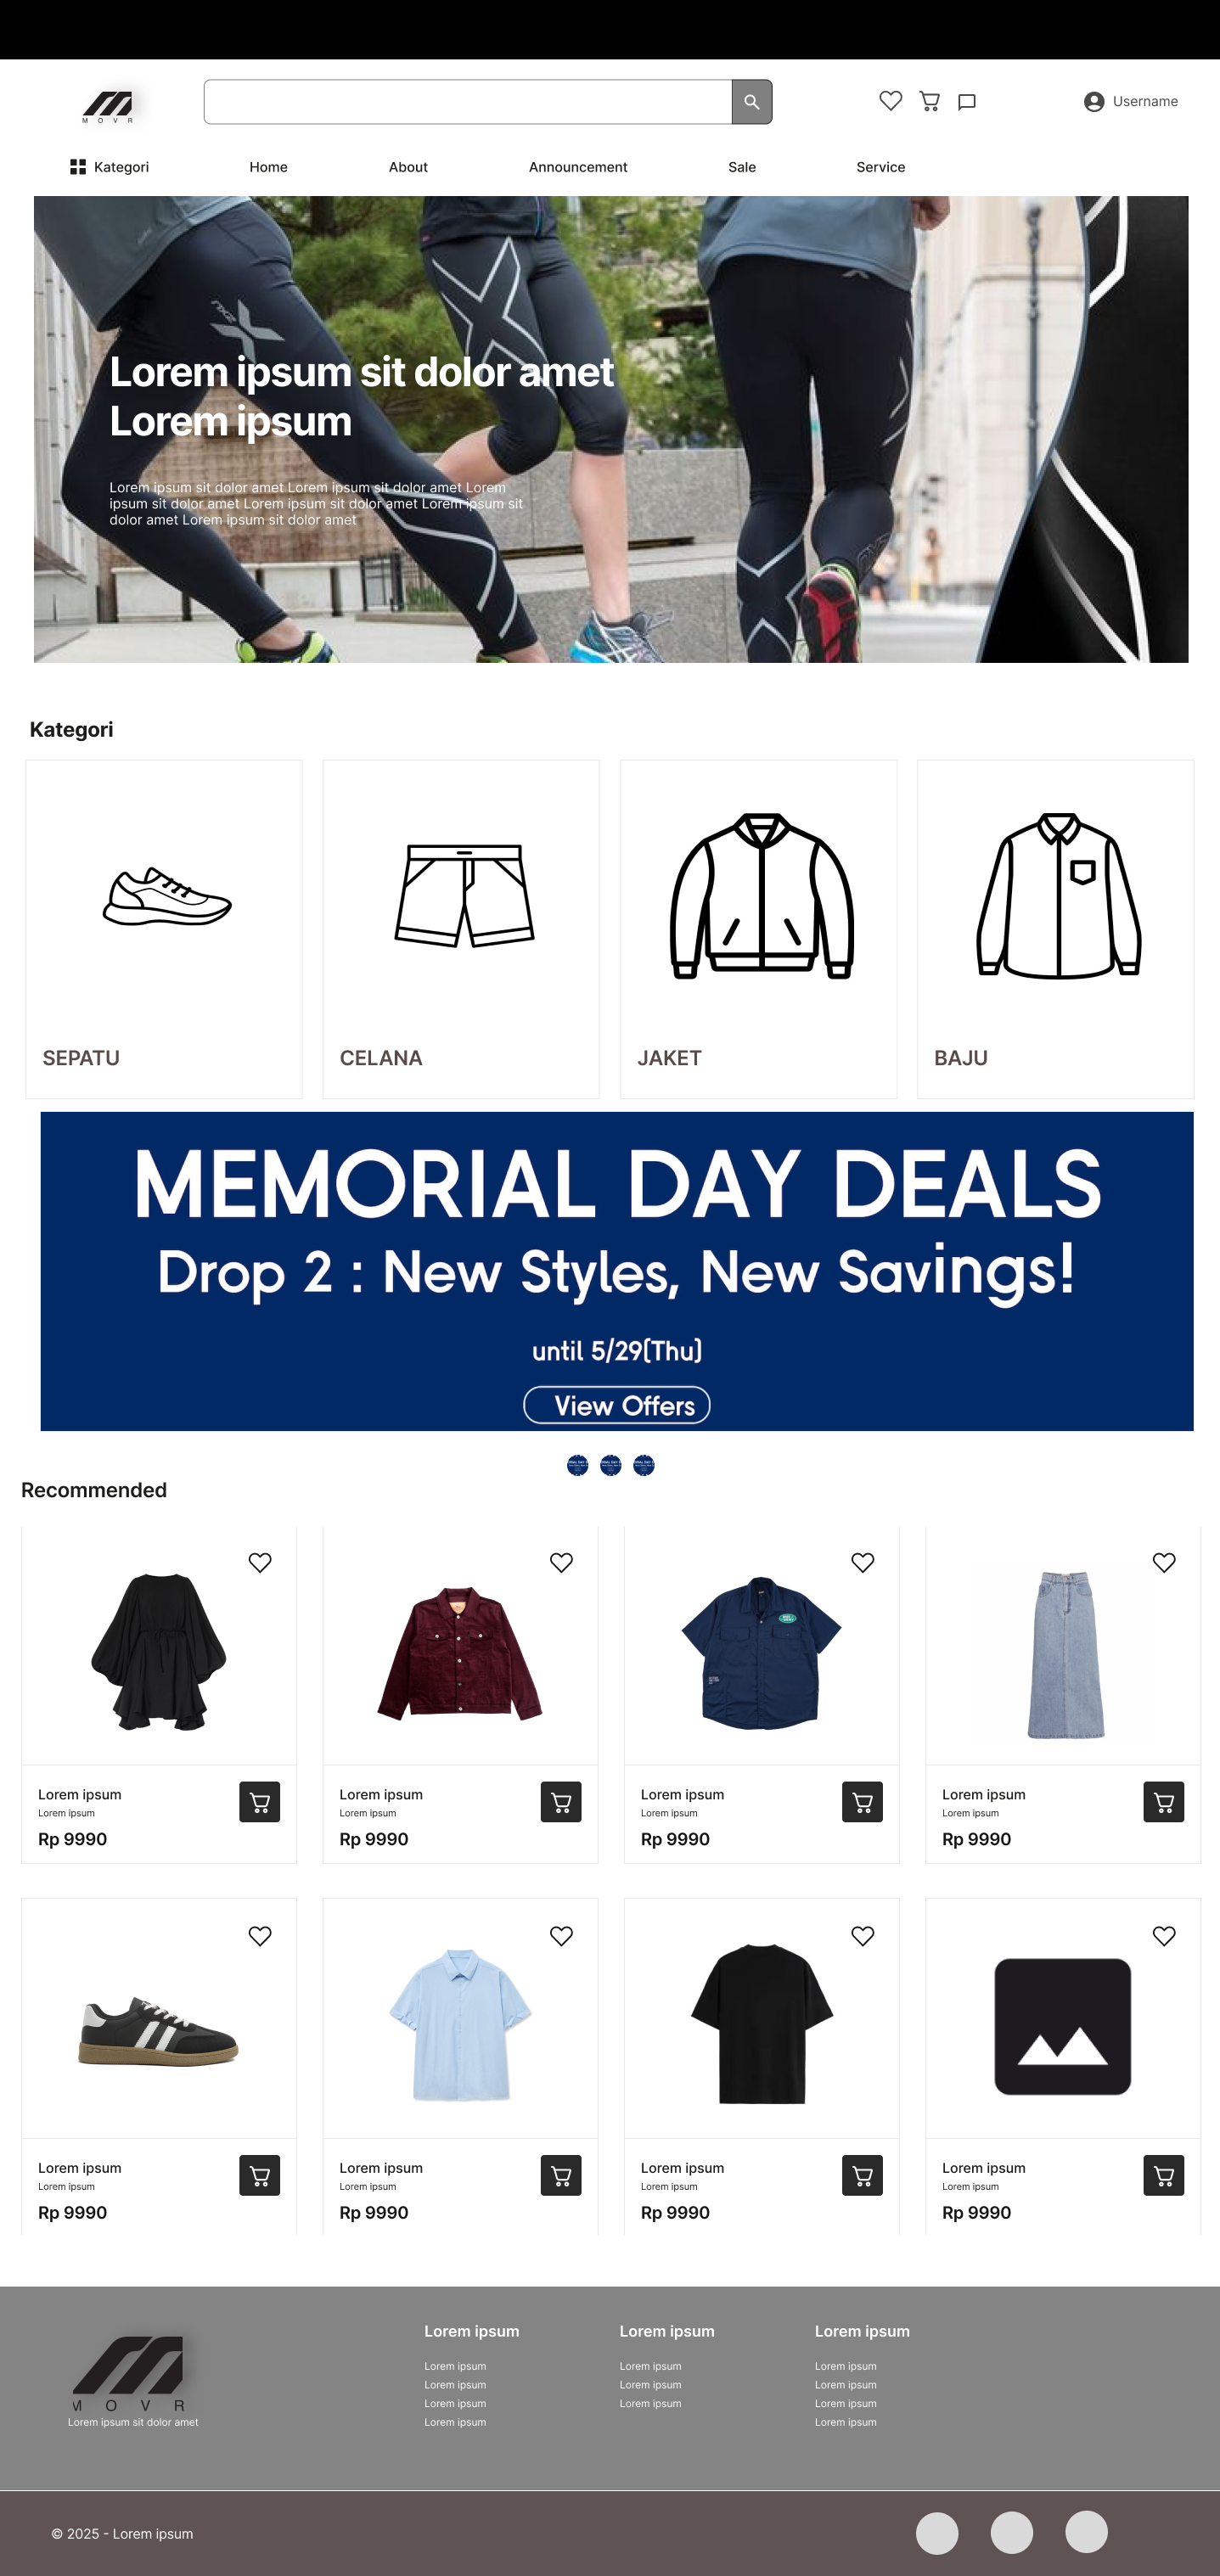 M O V R
Username
Kategori
Home
About
Announcement
Sale
Service
Lorem ipsum sit dolor amet
Lorem ipsum
Lorem ipsum sit dolor amet Lorem ipsum sit dolor amet Lorem
ipsum sit dolor amet Lorem ipsum sit dolor amet Lorem ipsum sit
dolor amet Lorem ipsum sit dolor amet
Kategori
SEPATU
CELANA
JAKET
BAJU
MEMORIAL DAY DEALS
Drop 2 : New Styles, New Savings!
until 5/29(Thu)
View Offers
Recommended
Lorem ipsum
Lorem ipsum
Rp 9990
Lorem ipsum
Lorem ipsum
Rp 9990
Lorem ipsum
Lorem ipsum
Rp 9990
Lorem ipsum
Lorem ipsum
Rp 9990
Lorem ipsum
Lorem ipsum
Rp 9990
Lorem ipsum
Lorem ipsum
Rp 9990
Lorem ipsum
Lorem ipsum
Rp 9990
Lorem ipsum
Lorem ipsum
Rp 9990
M O V R
Lorem ipsum sit dolor amet
Lorem ipsum
Lorem ipsum
Lorem ipsum
Lorem ipsum
Lorem ipsum
Lorem ipsum
Lorem ipsum
Lorem ipsum
Lorem ipsum
Lorem ipsum
Lorem ipsum
Lorem ipsum
Lorem ipsum
Lorem ipsum
© 2025 - Lorem ipsum